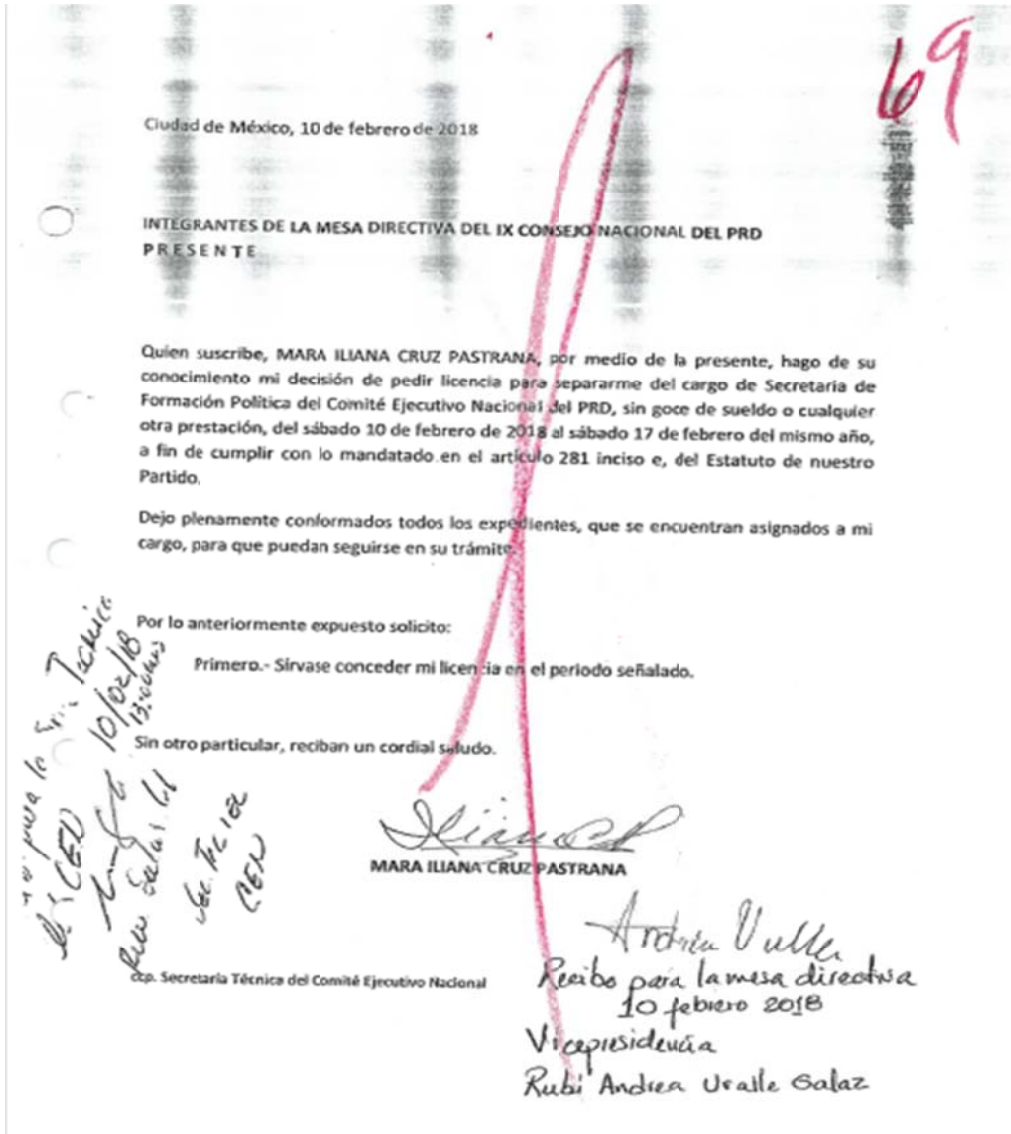 69
Ciudad de México, 10 de febrero de 2018
INTEGRANTES DE LA MESA DIRECTIVA DEL IX CONSEJO NACIONAL DEL PRD
PRESENTE
Quien suscribe, MARA ILIANA CRUZ PASTRANA, por medio de la presente, hago de su
conocimiento mi decisión de pedir licencia para separarme del cargo de Secretaria de
Formación Política del Comité Ejecutivo Nacional del PRD, sin goce de sueldo o cualquier
otra prestación, del sábado 10 de febrero de 2018 al sábado 17 de febrero del mismo año,
a fin de cumplir con lo mandatado en el artículo 281 inciso e, del Estatuto de nuestro
Partido.
Dejo plenamente conformados todos los expedientes, que se encuentran asignados a mi
cargo, para que puedan seguirse en su trámite.
Por lo anteriormente expuesto solicito:
Primero.- Sírvase conceder mi licencia en el periodo señalado.
Sin otro particular, reciban un cordial saludo.
MARA ILIANA CRUZ PASTRANA
para la Técnica
CEN
10/02/18
CEN
ccp. Secretaría Técnica del Comité Ejecutivo Nacional
Recibo para la mesa directiva
10 febrero 2018
Vicepresidencia
Rubi Andrea Ualle Galaz